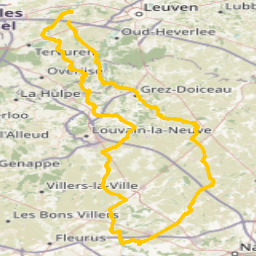 les
Leuven
el
Oud-Heverlee
Lubb
Tervuren
Overijse
La Hulpe
Grez-Doiceau
erloo
l'Alleud
Louvain-la-Neuve
Genappe
Villers-la-Ville
Les Bons Villers
Fleurus
Na